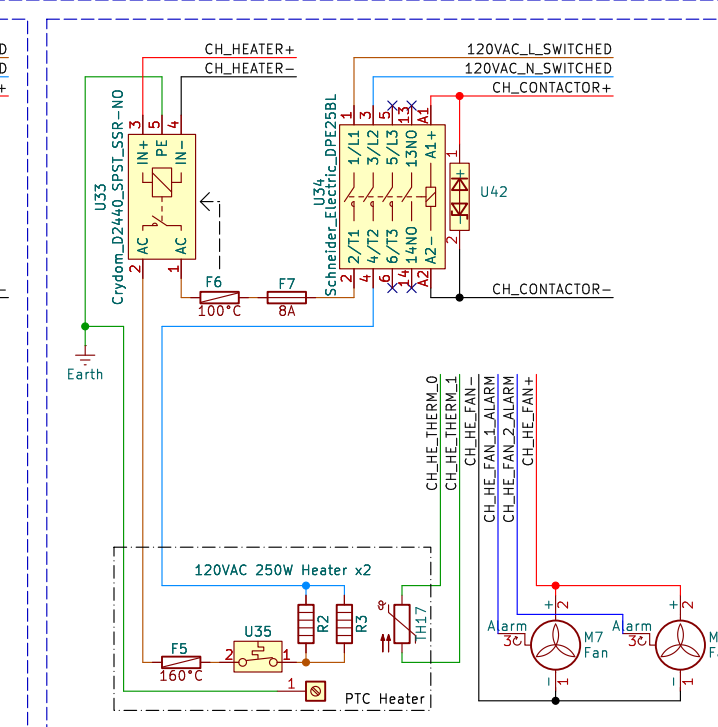 D
D
+
-
CH_HEATER+
CH_HEATER-
120VAC_L_SWITCHED
120VAC_N_SWITCHED
CH_CONTACTOR+
3
5
4
IN+
PE
IN-
U33
Crydom_D2440_SPST_SSR-NO
AC
AC
2
1
1
3
5
13
A1
1/L1
3/L2
5/L3
13NO
A1+
U34
Schneider_Electric_DPE25BL
2/T1
4/T2
6/T3
14NO
A2-
2
4
6
14
A2
1
U42
2
CH_CONTACTOR-
F6
100°C
F7
8A
Earth
CH_HE_THERM_0
CH_HE_THERM_1
CH_HE_FAN-
CH_HE_FAN_1_ALARM
CH_HE_FAN_2_ALARM
CH_HE_FAN+
120VAC 250W Heater x2
R2
R3
TH17
U35
2
1
F5
160°C
1
PTC Heater
Alarm
3
+
2
M7
Fan
-
1
Alarm
3
+
2
M
-
1